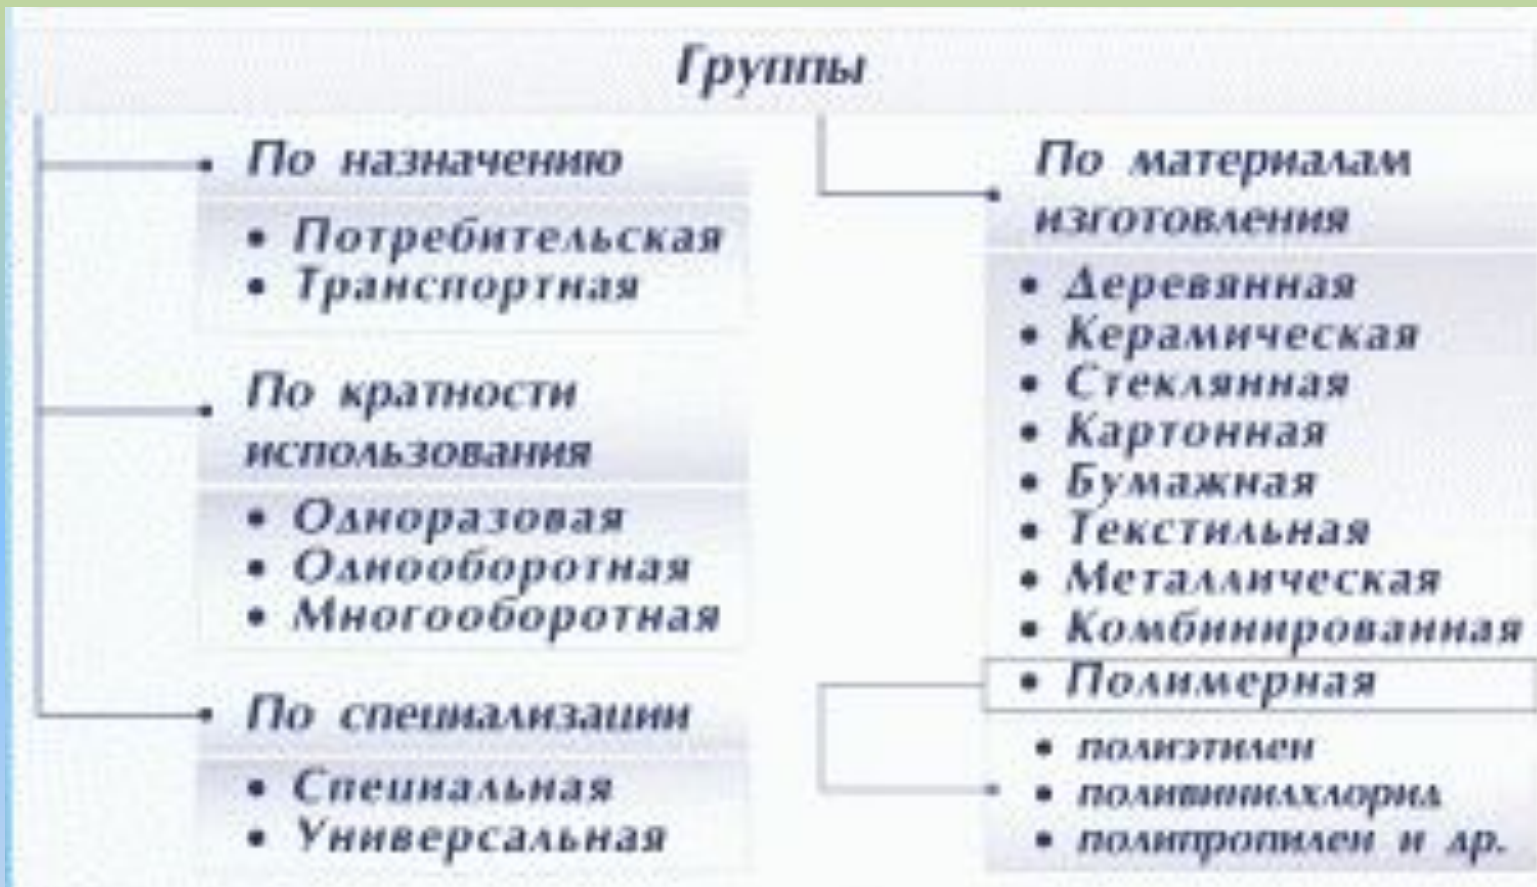 Группы
По назначению
• Потребительская
• Транспортная
По кратности
использования
• Одноразовая
• Однооборотная
• Многооборотная
По специализации
• Специальная
• Универсальная
По материалам
изготовления
• Деревянная
• Керамическая
• Стеклянная
• Картонная
• Бумажная
• Текстильная
• Металлическая
• Комбинированная
• Полимерная
• полиэтилен
• поливинилхлорид
• полипропилен и др.